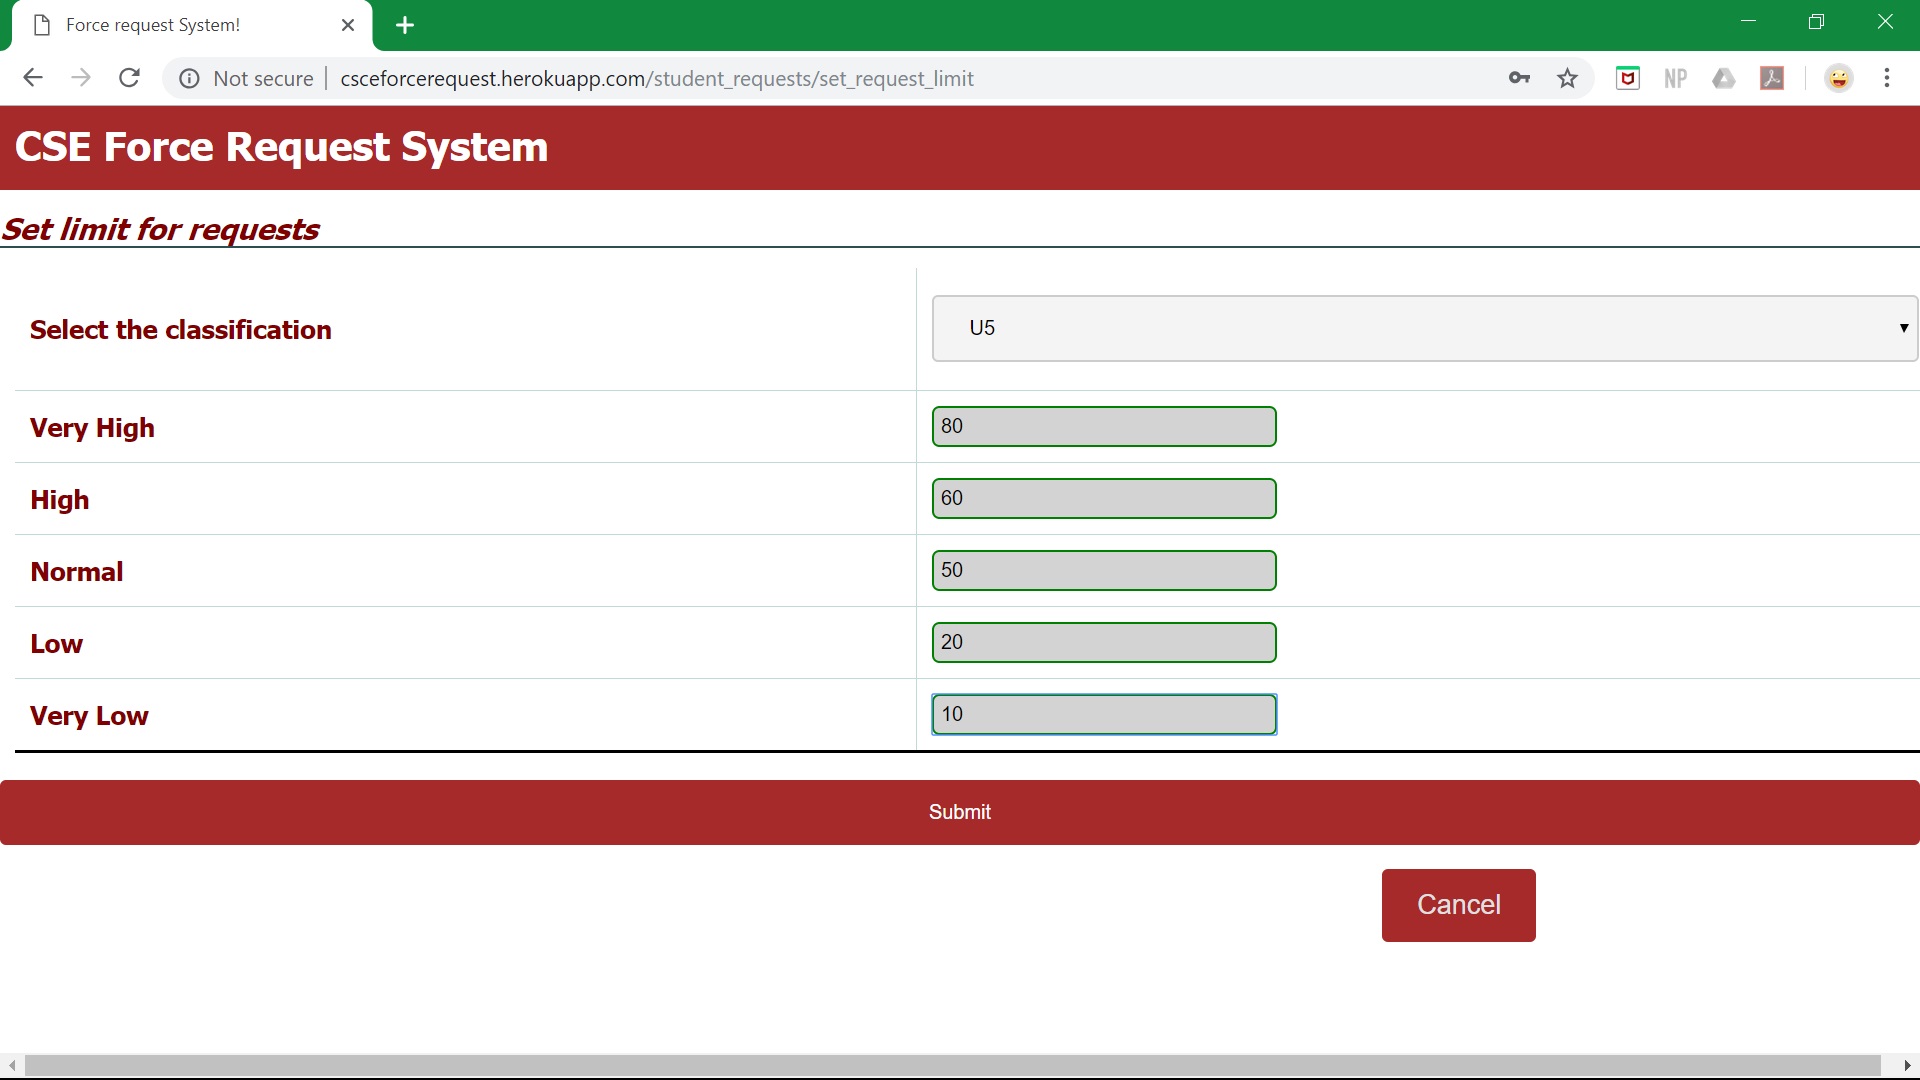 Force request System!
Not secure csceforcerequest.herokuapp.com/student_requests/set_request_limit
NP
CSE Force Request System
Set limit for requests
Select the classification U5
Very High 80
High 60
Normal 50
Low 20
Very Low 10
Submit
Cancel